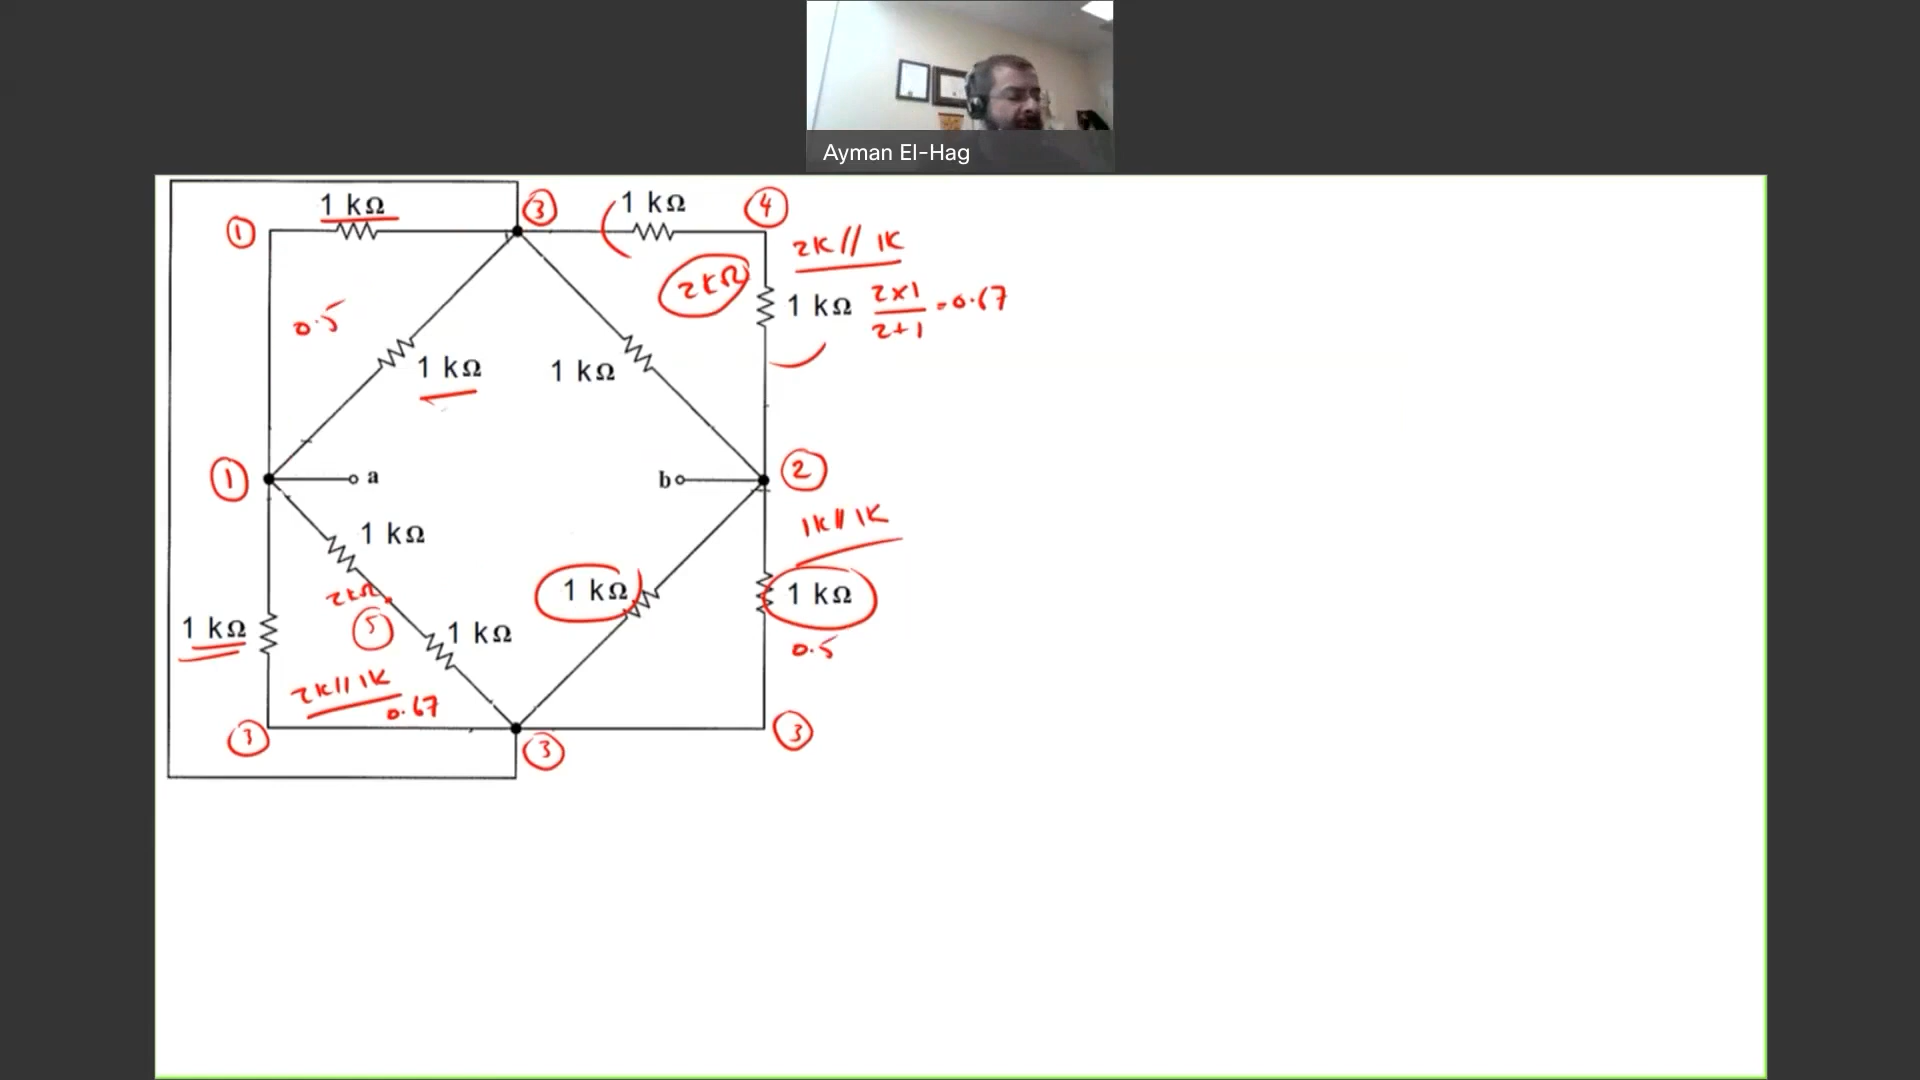 Ayman El-Hag
1 kΩ
③
1 kΩ
④
①
2K // 1K
2kΩ
1 kΩ
2x1
2+1
= 0.67
0.5
1 kΩ
1 kΩ
①
a
b
②
1 kΩ
1K // 1K
2kΩ
1 kΩ
1 kΩ
1 kΩ
⑤
1 kΩ
0.5
2K // 1K
0.67
③
③
③